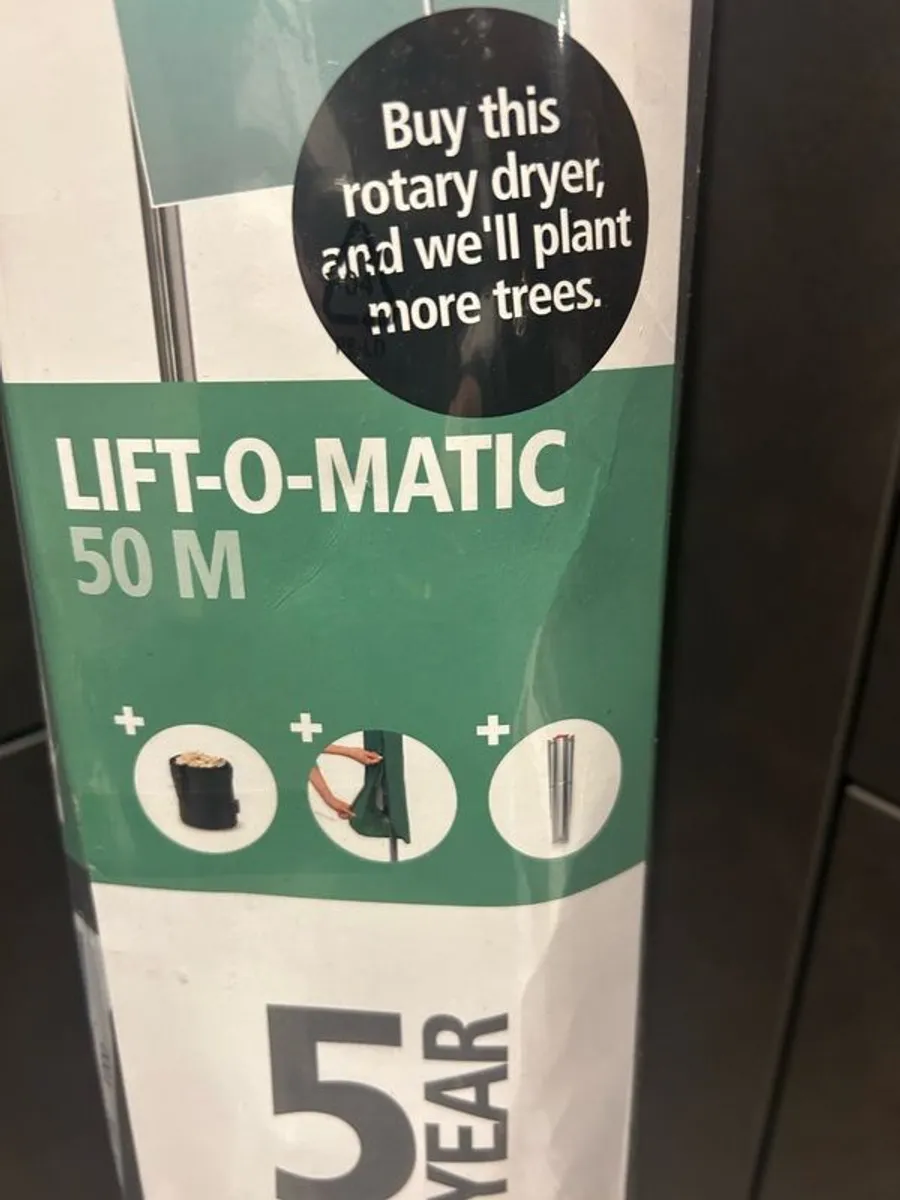 Buy this
rotary dryer,
and we'll plant
more trees.
LIFT-O-MATIC
50 M
5 YEAR